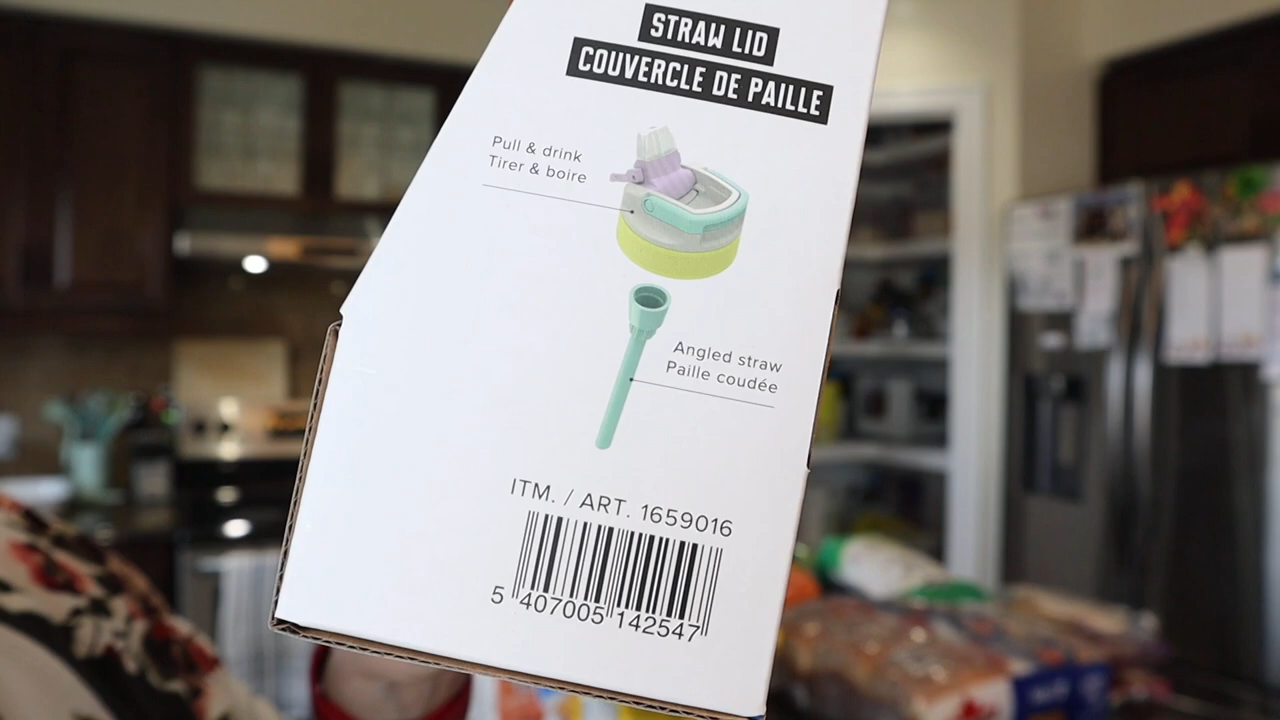 STRAW LID
COUVERCLE DE PAILLE
Pull & drink
Tirer & boire
Angled straw
Paille coudée
ITM. / ART. 1659016
5 407005 142547